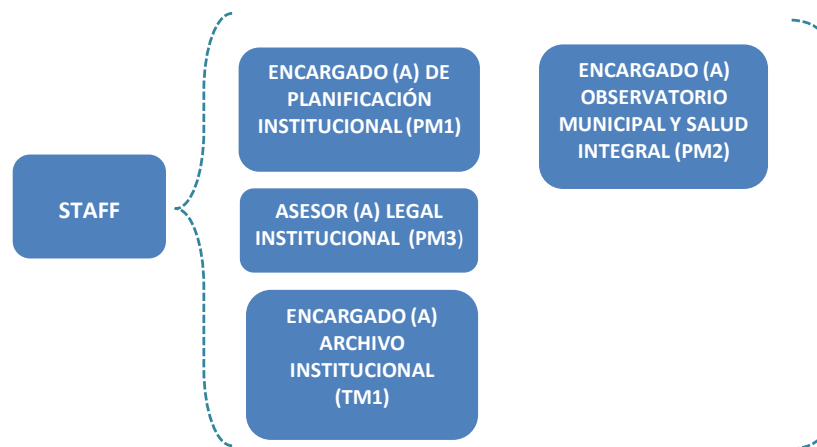 STAFF
ENCARGADO (A) DE
PLANIFICACIÓN
INSTITUCIONAL (PM1)
ENCARGADO (A)
OBSERVATORIO
MUNICIPAL Y SALUD
INTEGRAL (PM2)
ASESOR (A) LEGAL
INSTITUCIONAL (PM3)
ENCARGADO (A)
ARCHIVO
INSTITUCIONAL
(TM1)